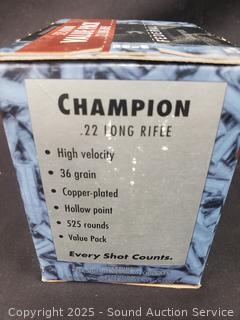 CHAMPION
.22 LONG RIFLE
• High velocity
• 36 grain
• Copper-plated
• Hollow point
• 525 rounds
• Value Pack
Every Shot Counts.
Copyright 2025 - Sound Auction Service